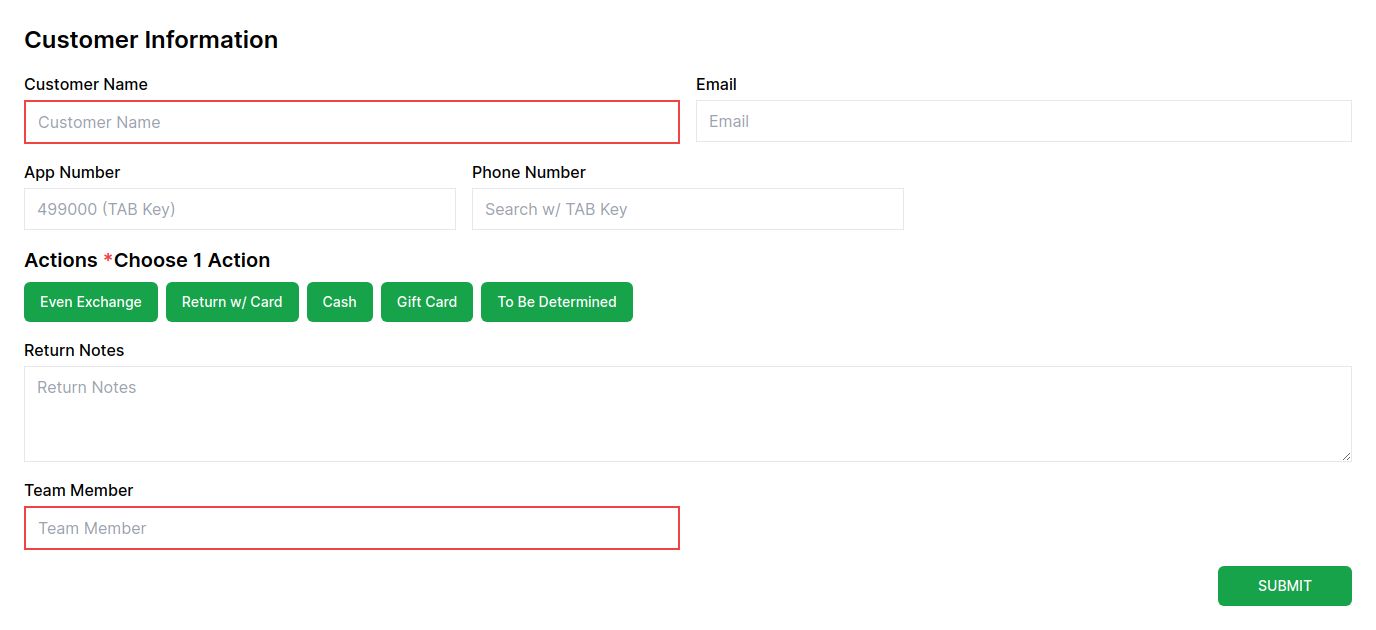 Customer Information
Customer Name
Email
Customer Name
Email
App Number
Phone Number
499000 (TAB Key)
Search w/ TAB Key
Actions *Choose 1 Action
Even Exchange
Return w/ Card
Cash
Gift Card
To Be Determined
Return Notes
Return Notes
Team Member
Team Member
SUBMIT